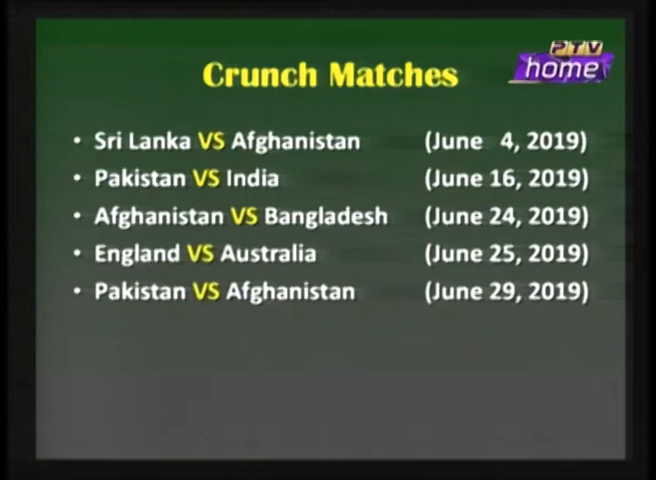 PTV
home
Crunch Matches
• Sri Lanka VS Afghanistan (June 4, 2019)
• Pakistan VS India (June 16, 2019)
• Afghanistan VS Bangladesh (June 24, 2019)
• England VS Australia (June 25, 2019)
• Pakistan VS Afghanistan (June 29, 2019)